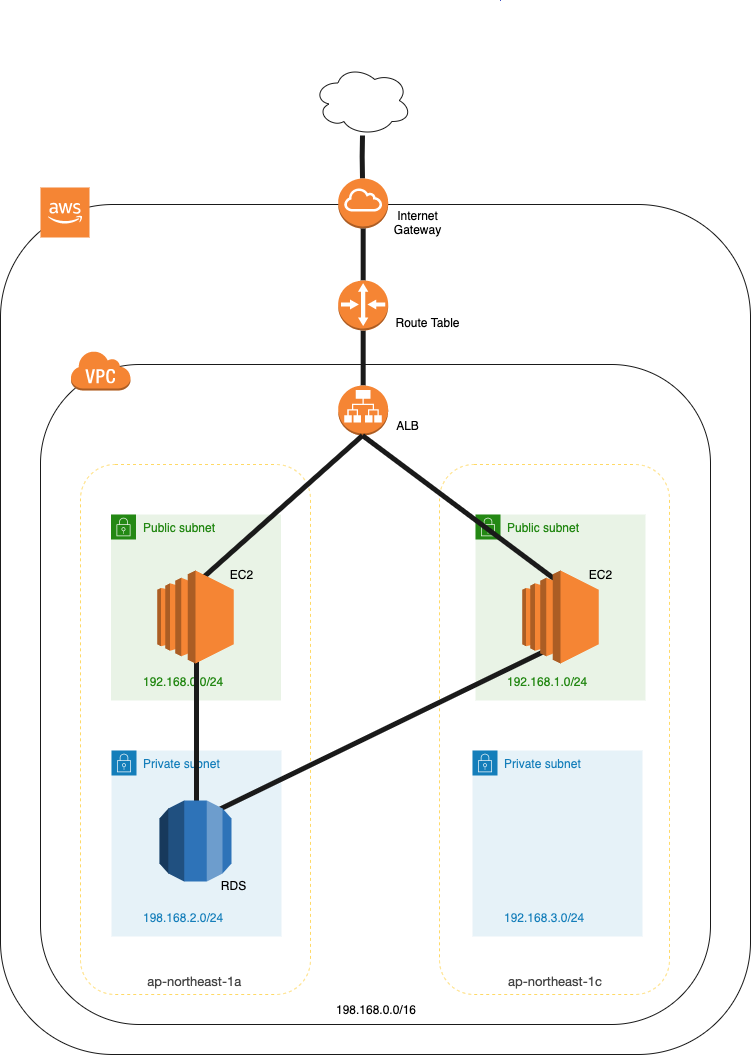 aws
Internet
Gateway
Route Table
VPC
ALB
Public subnet
EC2
192.168.0.0/24
Public subnet
EC2
192.168.1.0/24
Private subnet
RDS
198.168.2.0/24
Private subnet
192.168.3.0/24
ap-northeast-1a
ap-northeast-1c
198.168.0.0/16